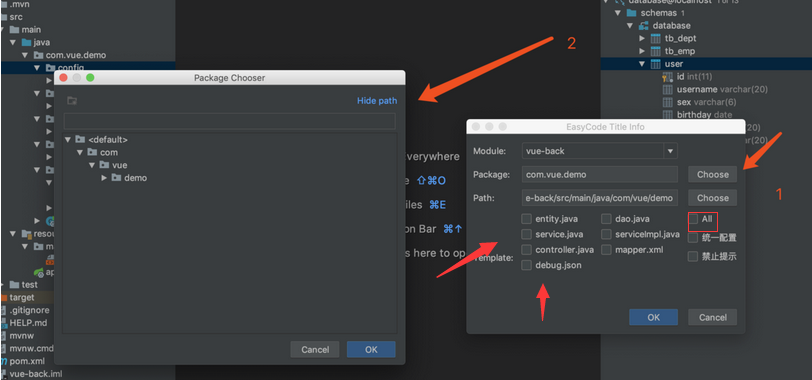 .mvn
src
main
java
com.vue.demo
config
resour
m
ap
test
target
.gitignore
HELP.md
mvnw
mvnw.cmd
pom.xml
vue-back.iml
Package Chooser
Hide path
<default>
com
vue
demo
Cancel
OK
2
everywhere
e ⇧⌘O
iles ⌘E
on Bar ⌘↑
s here to op
database@localhost 1 of 13
schemas 1
database
tb_dept
tb_emp
user
id int(11)
username varchar(20)
sex varchar(6)
birthday date
(20)
har(20)
EasyCode Title Info
Module:
vue-back
Package:
com.vue.demo
Choose
Path:
e-back/src/main/java/com/vue/demo
Choose
1
Template:
entity.java
dao.java
All
service.java
serviceImpl.java
统一配置
controller.java
mapper.xml
禁止提示
debug.json
OK
Cancel